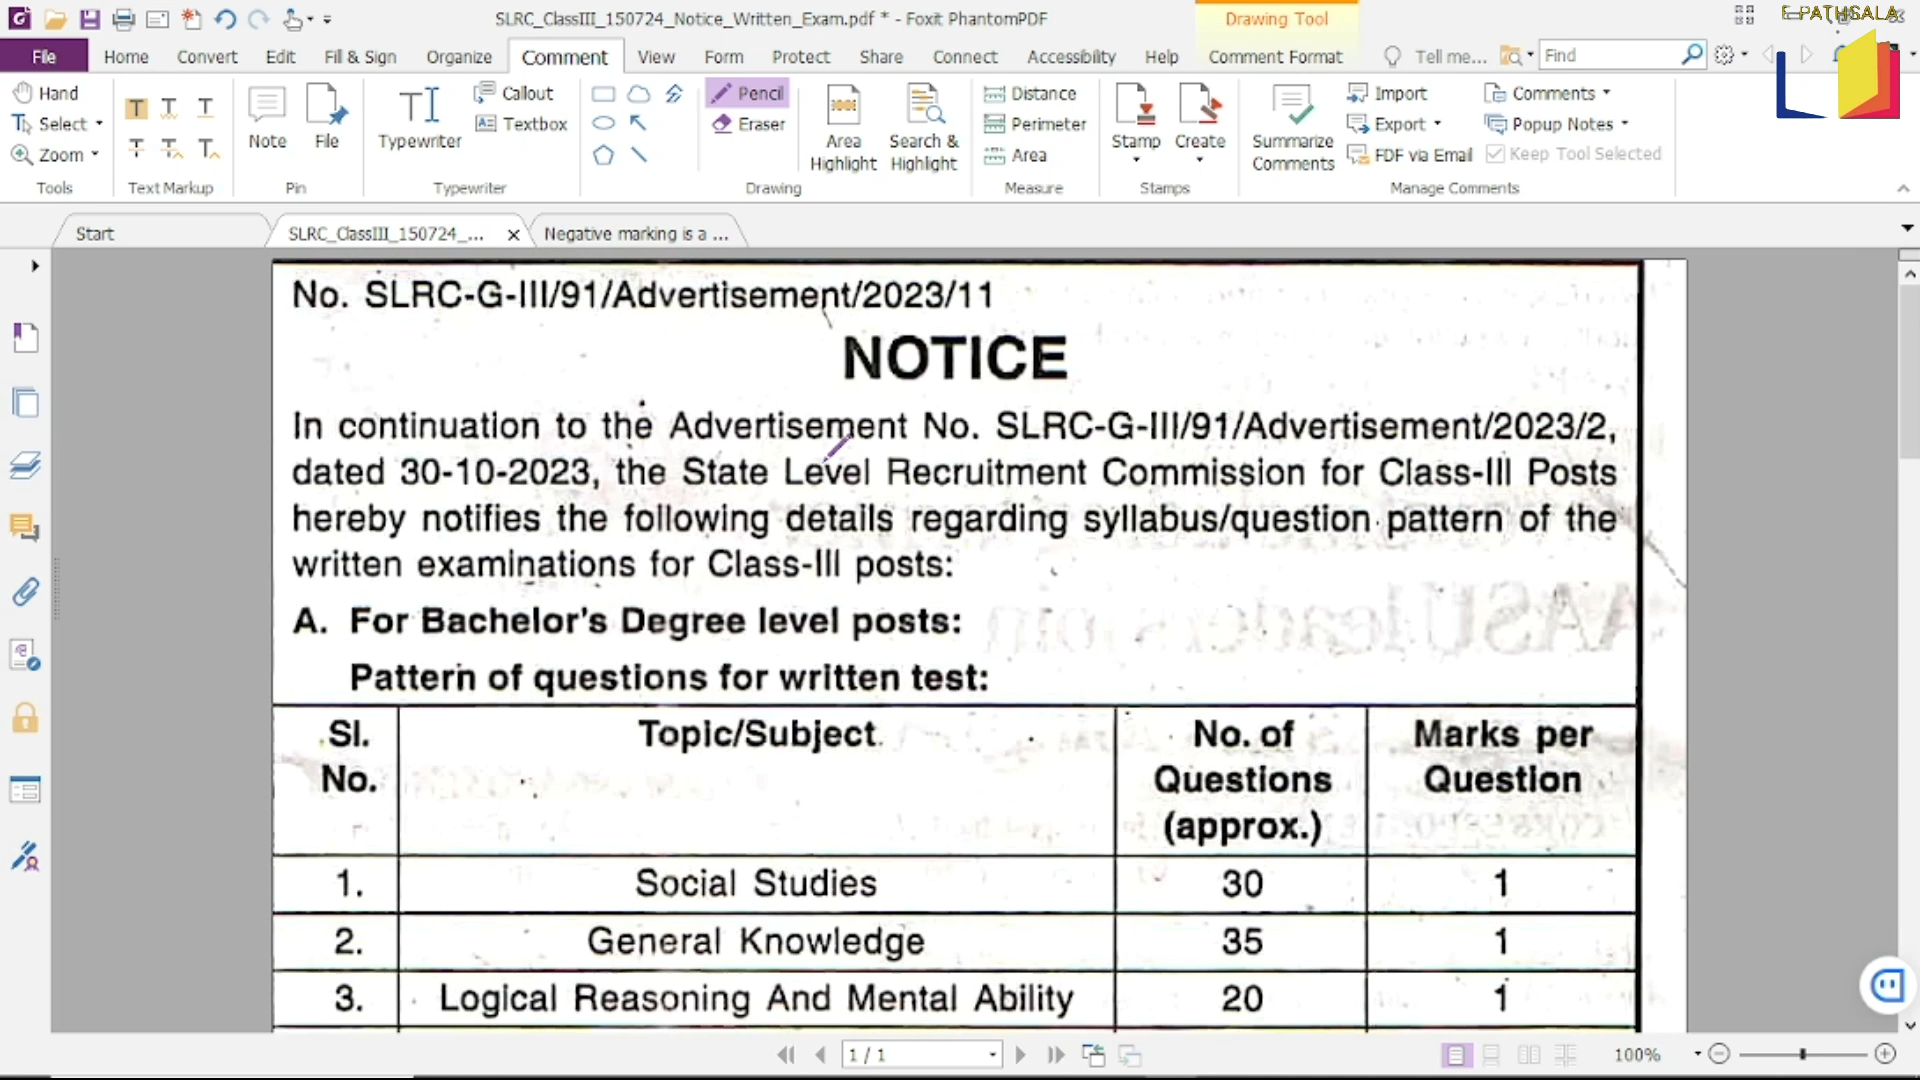 SLRC_ClassIII_150724_Notice_Written_Exam.pdf * - Foxit PhantomPDF
Drawing Tool
E-PATHSALA
File
Home
Convert
Edit
Fill & Sign
Organize
Comment
View
Form
Protect
Share
Connect
Accessibility
Help
Comment Format
Tell me...
Find
Hand
Select
Zoom
Tools
Text Markup
Note
File
Pin
Typewriter
Callout
Textbox
Typewriter
Pencil
Eraser
Area
Highlight
Search &
Highlight
Drawing
Distance
Perimeter
Area
Measure
Stamp
Create
Stamps
Summarize
Comments
Import
Export
FDF via Email
Comments
Popup Notes
Keep Tool Selected
Manage Comments
Start
SLRC_ClassIII_150724_...
Negative marking is a ...
No. SLRC-G-III/91/Advertisement/2023/11
NOTICE
In continuation to the Advertisement No. SLRC-G-III/91/Advertisement/2023/2,
dated 30-10-2023, the State Level Recruitment Commission for Class-III Posts
hereby notifies the following details regarding syllabus/question pattern of the
written examinations for Class-III posts:
A. For Bachelor's Degree level posts:
Pattern of questions for written test:
Sl. No. Topic/Subject No. of Questions (approx.) Marks per Question
1. Social Studies 30 1
2. General Knowledge 35 1
3. Logical Reasoning And Mental Ability 20 1
1 / 1
100%